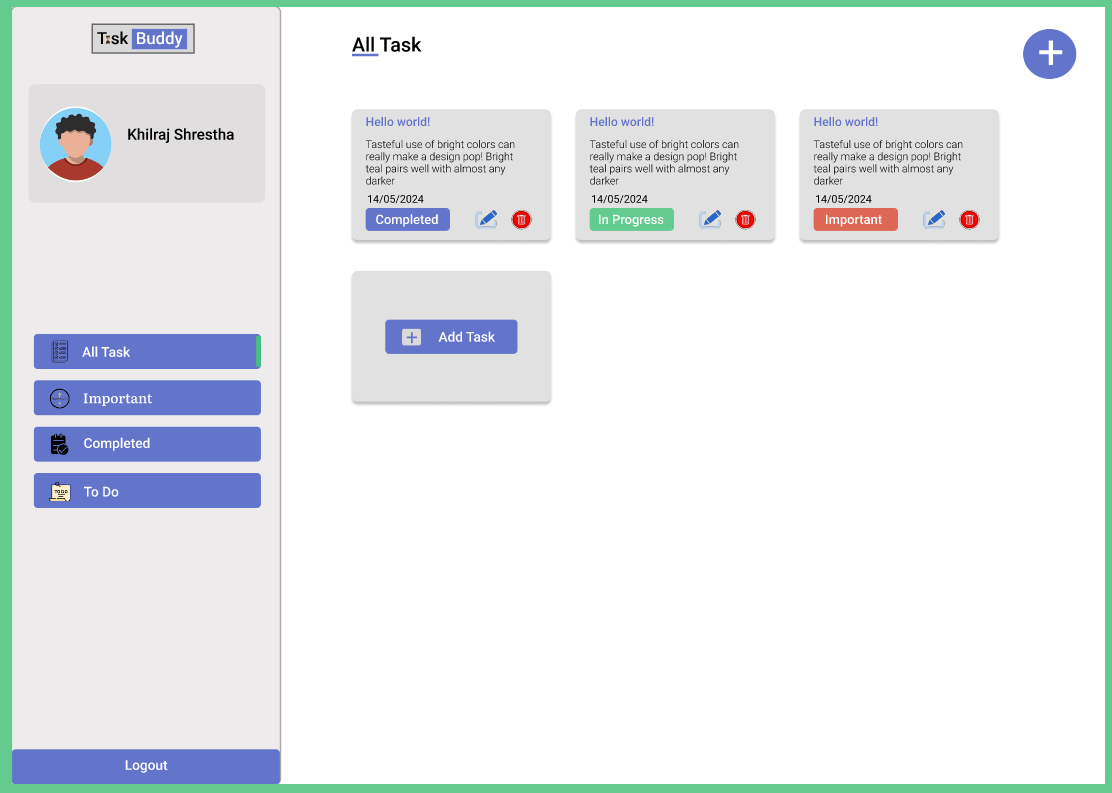 Task Buddy
Khilraj Shrestha
All Task
Important
Completed
To Do
Logout
All Task
Hello world!
Tasteful use of bright colors can
really make a design pop! Bright
teal pairs well with almost any
darker
14/05/2024
Completed
Hello world!
Tasteful use of bright colors can
really make a design pop! Bright
teal pairs well with almost any
darker
14/05/2024
In Progress
Hello world!
Tasteful use of bright colors can
really make a design pop! Bright
teal pairs well with almost any
darker
14/05/2024
Important
Add Task